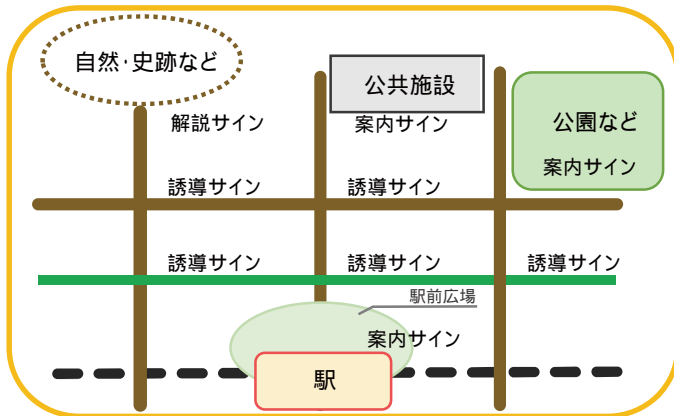 自然・史跡など
公共施設
公園など
解説サイン
案内サイン
案内サイン
誘導サイン
誘導サイン
誘導サイン
誘導サイン
誘導サイン
駅前広場
案内サイン
駅